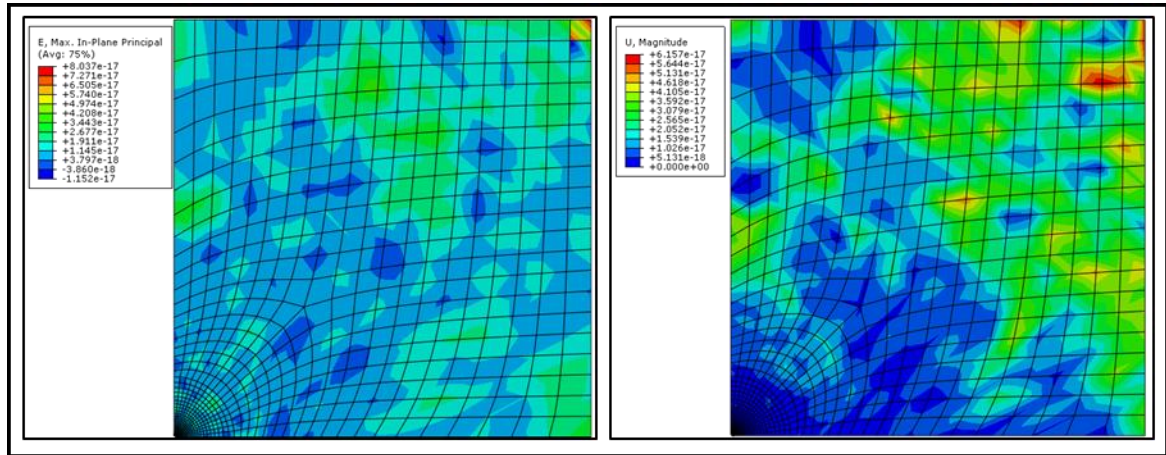 E, Max. In-Plane Principal
(Avg: 75%)
+8.037e-17
+7.271e-17
+6.505e-17
+5.740e-17
+4.974e-17
+4.208e-17
+3.443e-17
+2.677e-17
+1.911e-17
+1.145e-17
+3.797e-18
-3.860e-18
-1.152e-17
U, Magnitude
+6.157e-17
+5.644e-17
+5.131e-17
+4.618e-17
+4.105e-17
+3.592e-17
+3.079e-17
+2.565e-17
+2.052e-17
+1.539e-17
+1.026e-17
+5.131e-18
+0.000e+00